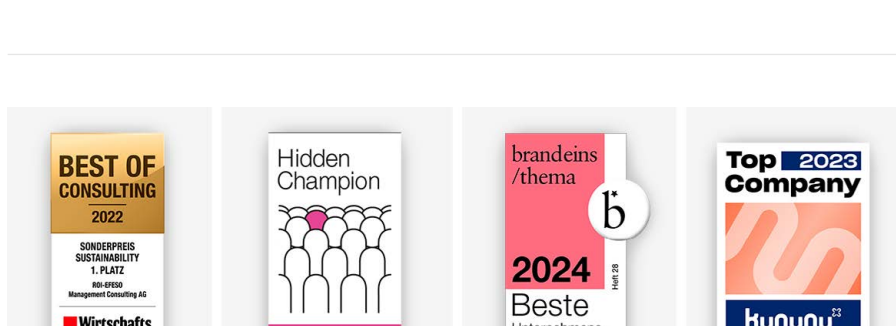 BEST OF
CONSULTING
2022
SONDERPREIS
SUSTAINABILITY
1. PLATZ
ROI-EFESO
Management Consulting AG
Wirtschafts
Hidden
Champion
brandeins
/thema
b
2024
Heft 28
Beste
Top 2023
Company
kununu